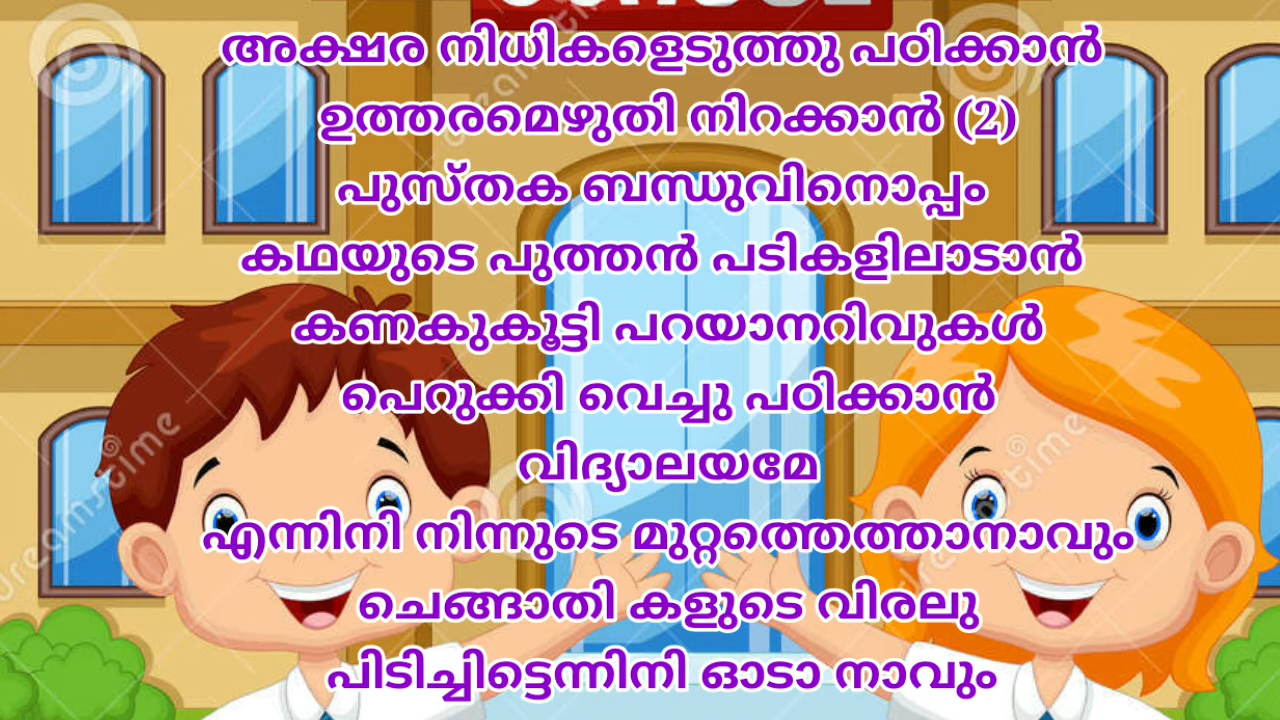 അക്ഷര നിധികളെടുത്തു പഠിക്കാൻ
ഉത്തരമെഴുതി നിറക്കാൻ (2)
പുസ്തക ബന്ധുവിനൊപ്പം
കഥയുടെ പുത്തൻ പടികളിലാടാൻ
കണകുകൂട്ടി പറയാനറിവുകൾ
പെറുക്കി വെച്ചു പഠിക്കാൻ
വിദ്യാലയമേ
എന്നിനി നിന്നുടെ മുറ്റത്തെത്താനാവും
ചെങ്ങാതി കളുടെ വിരലു
പിടിച്ചിട്ടെന്നിനി ഓടാ നാവും